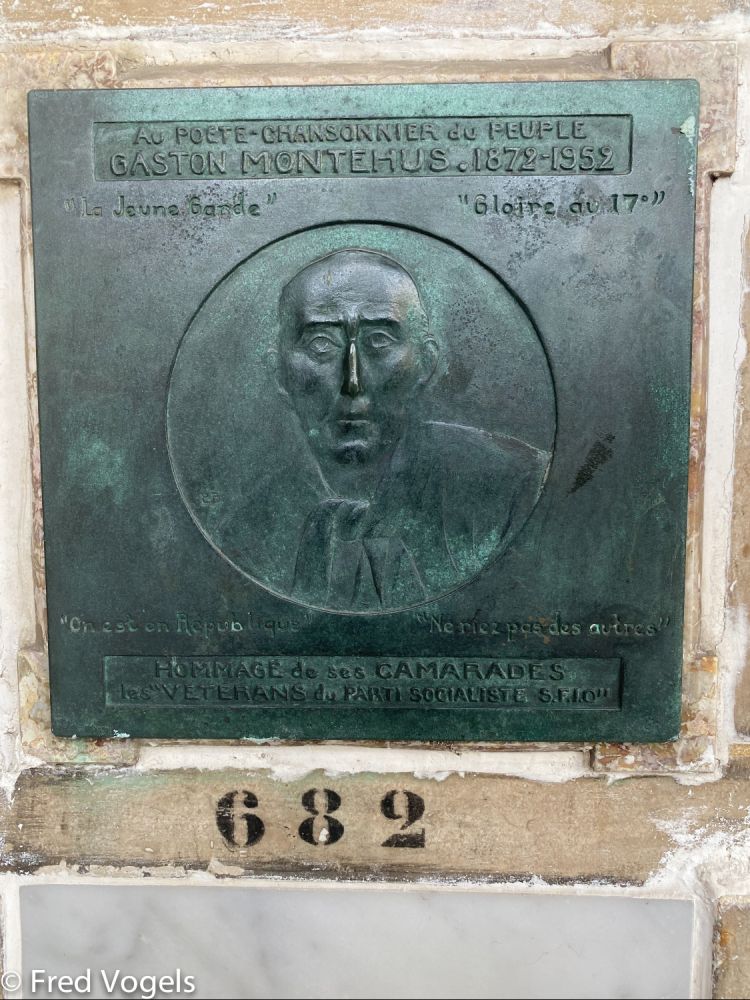 AU POÈTE-CHANSONNIER du PEUPLE
GASTON MONTEHUS. 1872-1952
"La Jeune Garde" "Gloire au 17°"
"On est en République" "Ne riez pas des autres"
HOMMAGE de ses CAMARADES
les "VÉTÉRANS du PARTI SOCIALISTE S.F.I.O"
682
© Fred Vogels